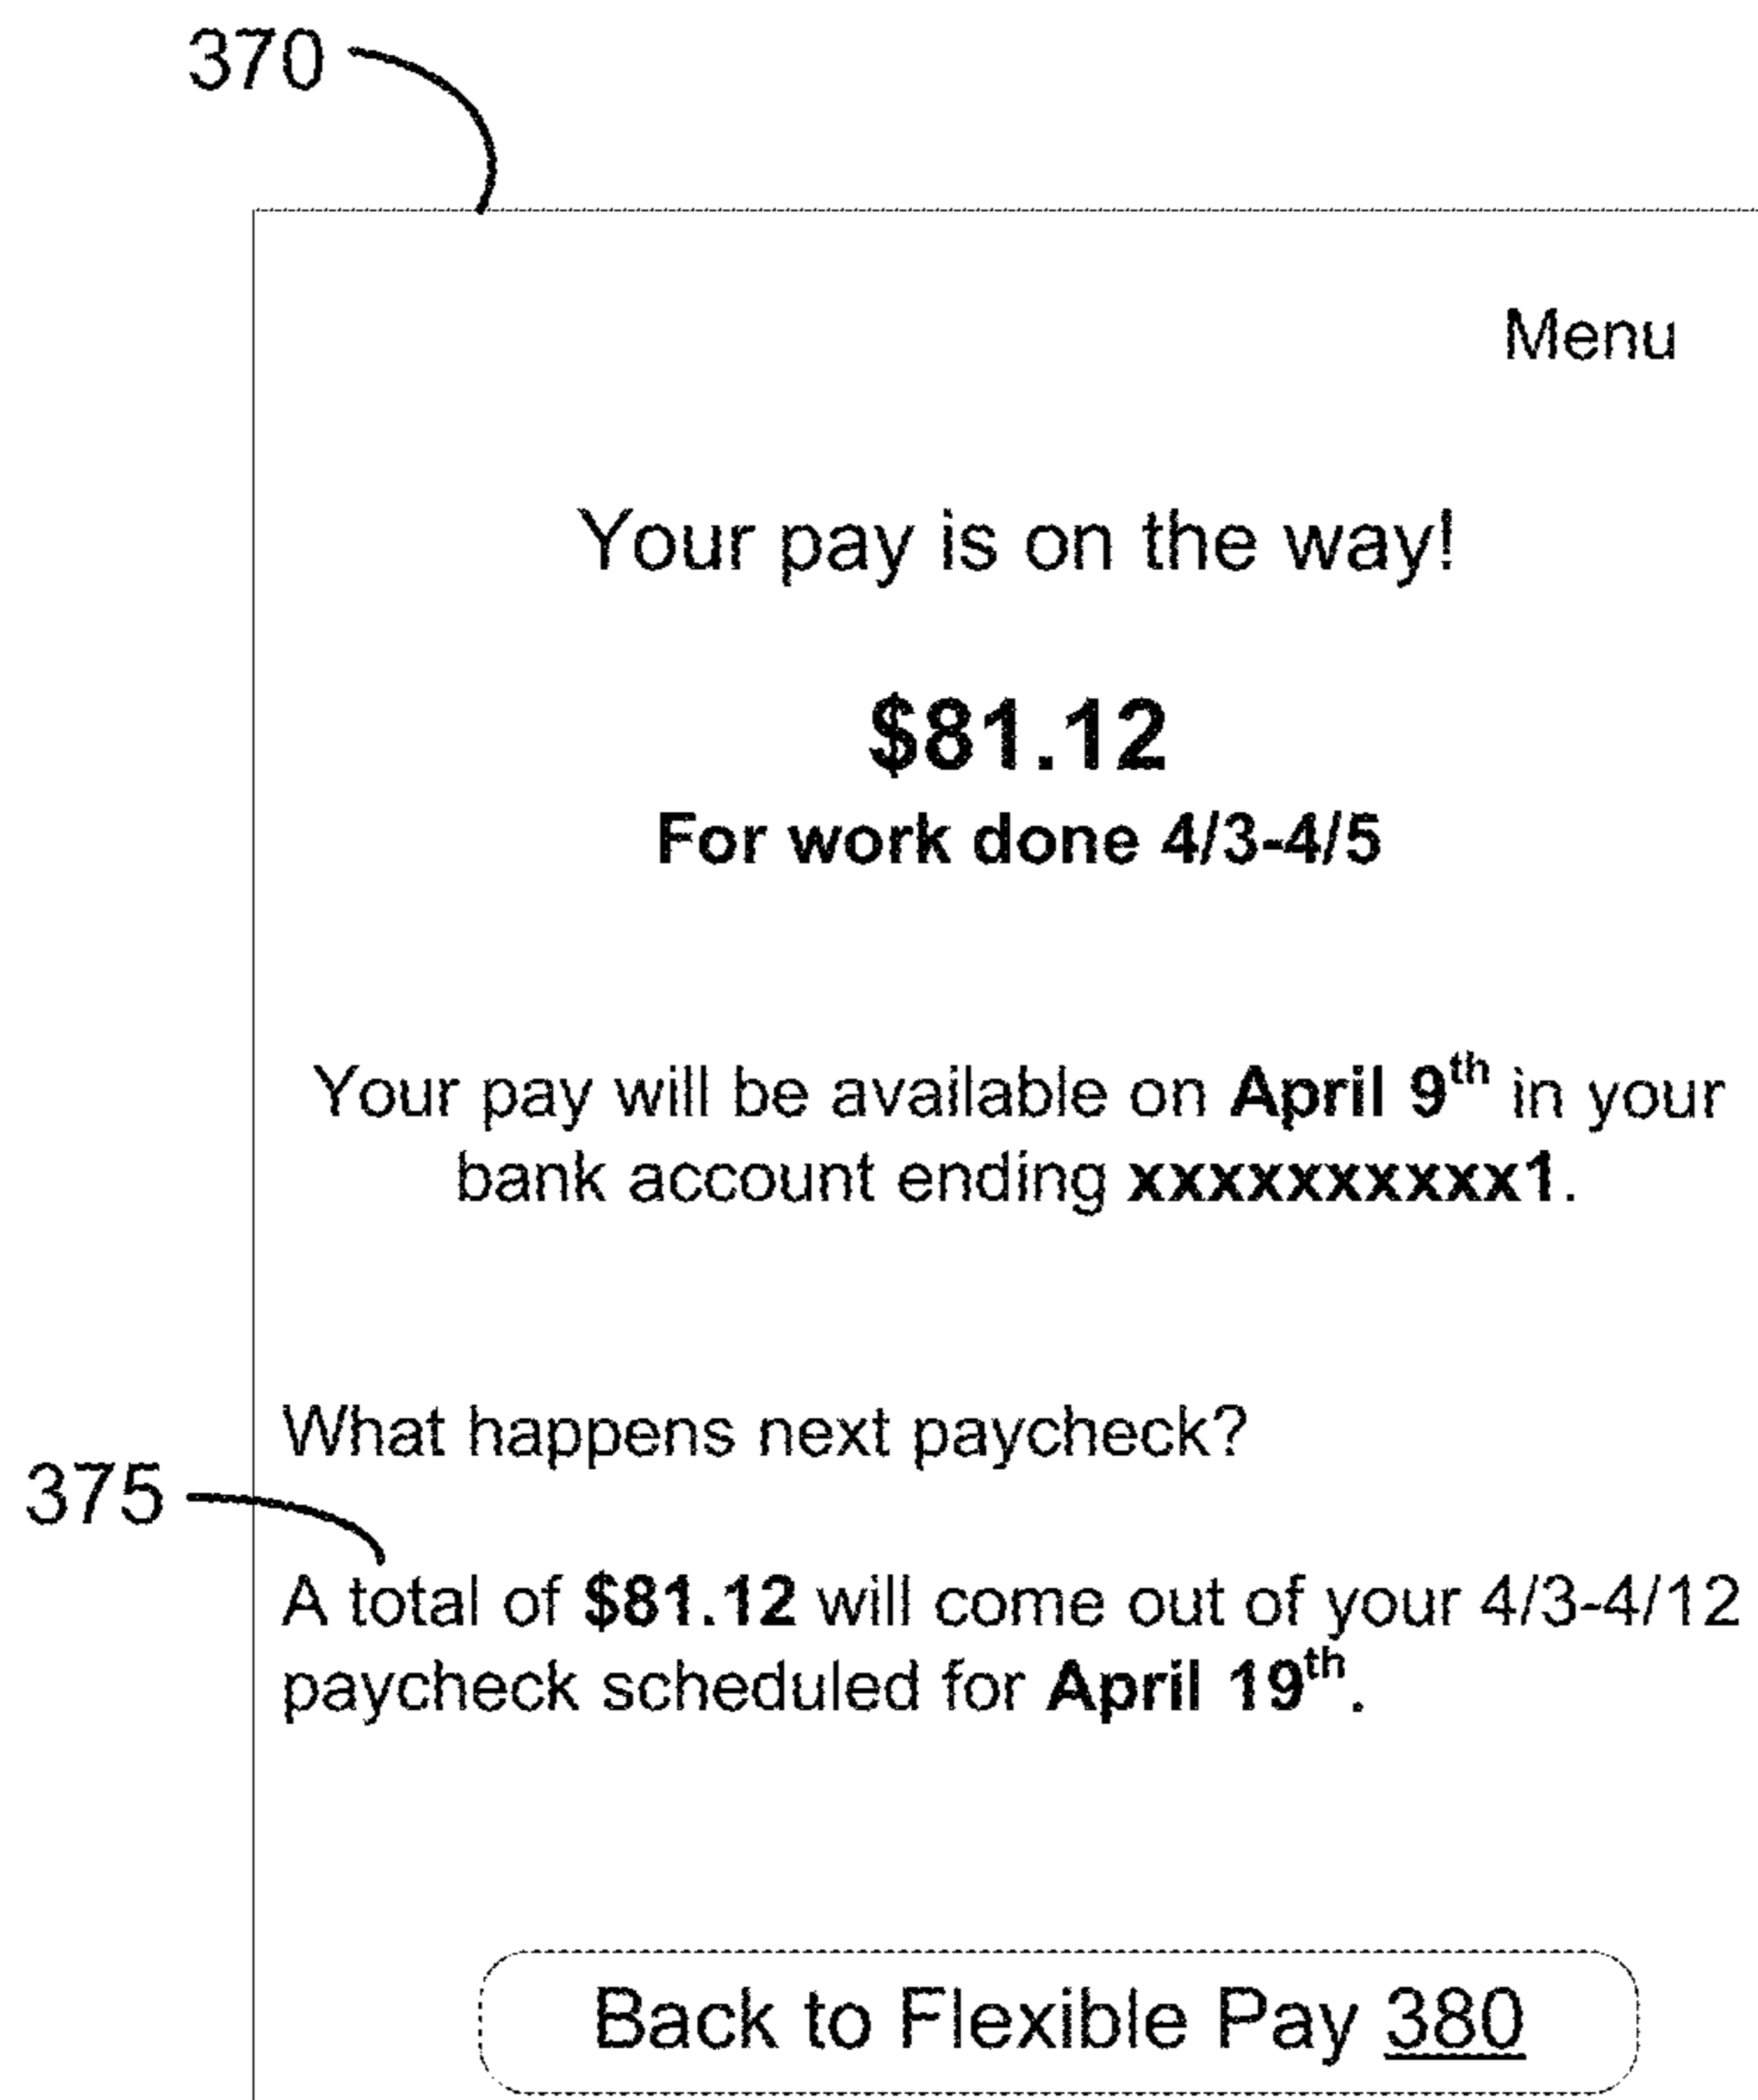 370
Menu
Your pay is on the way!
$81.12
For work done 4/3-4/5
Your pay will be available on April 9th in your
bank account ending xxxxxxxxxx1.
What happens next paycheck?
375
A total of $81.12 will come out of your 4/3-4/12
paycheck scheduled for April 19th.
Back to Flexible Pay 380